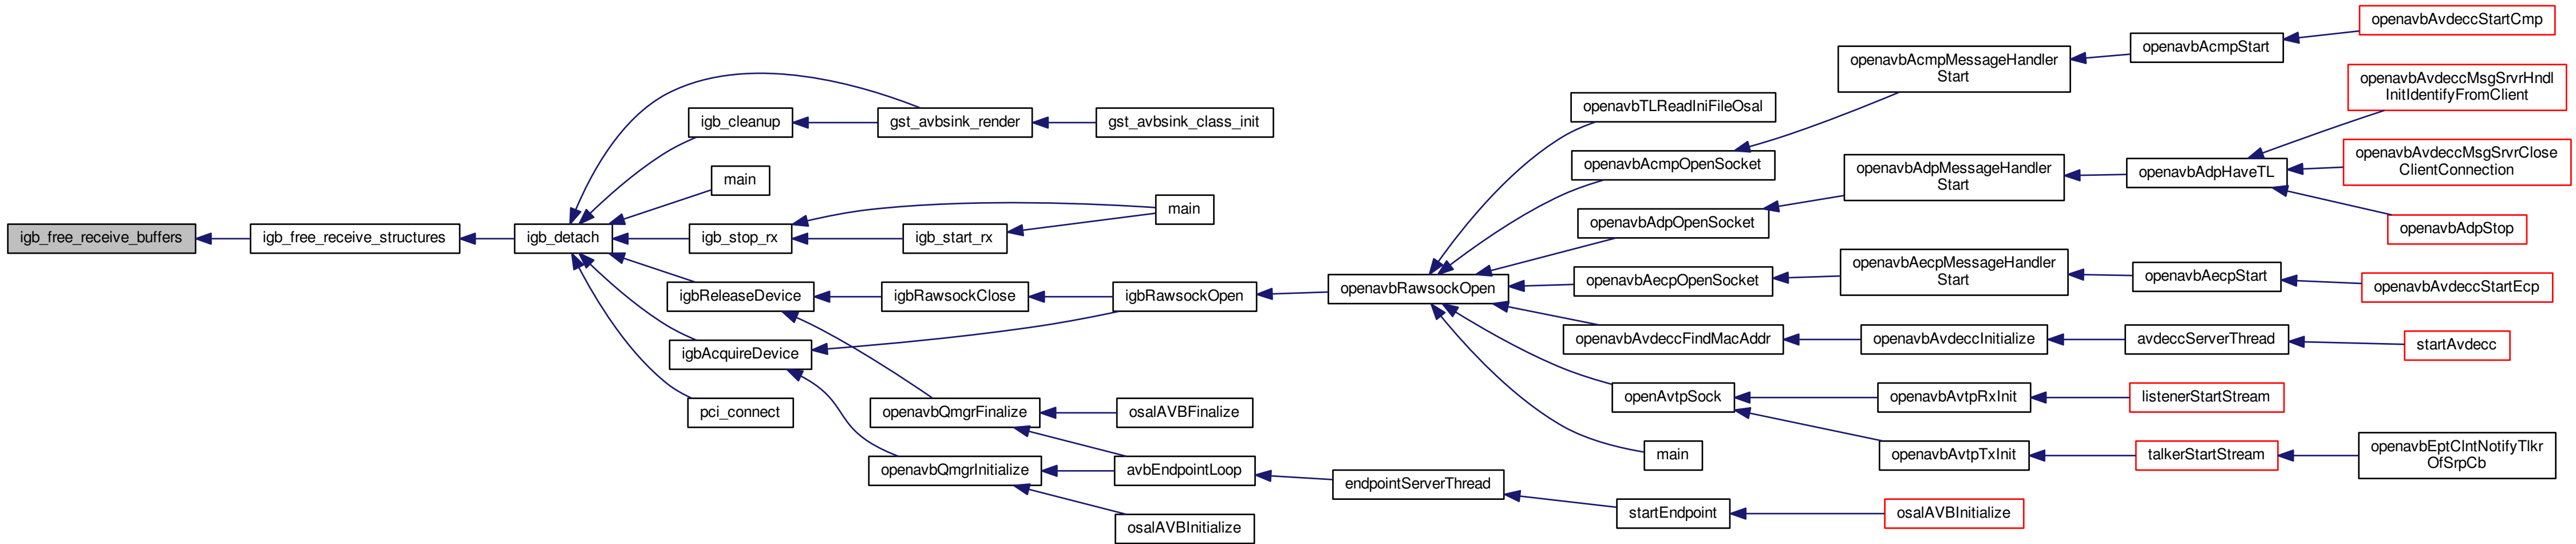 igb_free_receive_buffers
igb_free_receive_structures
igb_detach
igb_cleanup
gst_avbsink_render
gst_avbsink_class_init
main
igb_stop_rx
igb_start_rx
main
igbReleaseDevice
igbRawsockClose
igbRawsockOpen
igbAcquireDevice
pci_connect
openavbQmgrFinalize
osalAVBFinalize
openavbQmgrInitialize
avbEndpointLoop
osalAVBInitialize
endpointServerThread
startEndpoint
osalAVBInitialize
openavbRawsockOpen
openavbTLReadIniFileOsal
openavbAcmpOpenSocket
openavbAcmpMessageHandler
Start
openavbAcmpStart
openavbAvdeccStartCmp
openavbAdpOpenSocket
openavbAdpMessageHandler
Start
openavbAdpHaveTL
openavbAvdeccMsgSrvrHndl
InitIdentifyFromClient
openavbAvdeccMsgSrvrClose
ClientConnection
openavbAdpStop
openavbAecpOpenSocket
openavbAecpMessageHandler
Start
openavbAecpStart
openavbAvdeccStartEcp
openavbAvdeccFindMacAddr
openavbAvdeccInitialize
avdeccServerThread
startAvdecc
openAvtpSock
openavbAvtpRxInit
listenerStartStream
openavbAvtpTxInit
talkerStartStream
openavbEptClntNotifyTlkr
OfSrpCb
main